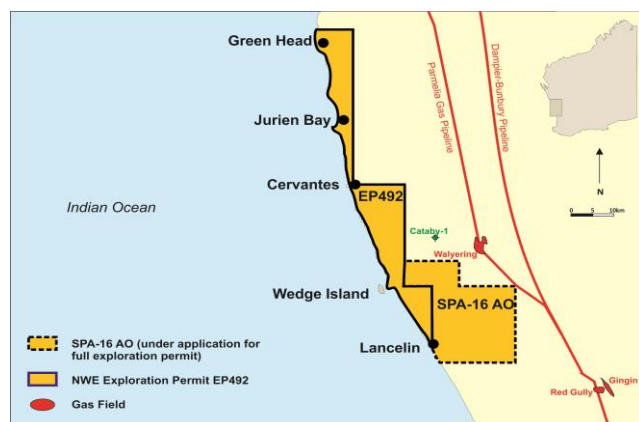 Green Head
Jurien Bay
Cervantes
EP492
Indian Ocean
Cataby-1
Walyering
Parmelia Gas Pipeline
Dampier-Bunbury Pipeline
N
0 5 10km
Wedge Island
SPA-16 AO
Lancelin
Red Gully
Gingin
SPA-16 AO (under application for
full exploration permit)
NWE Exploration Permit EP492
Gas Field